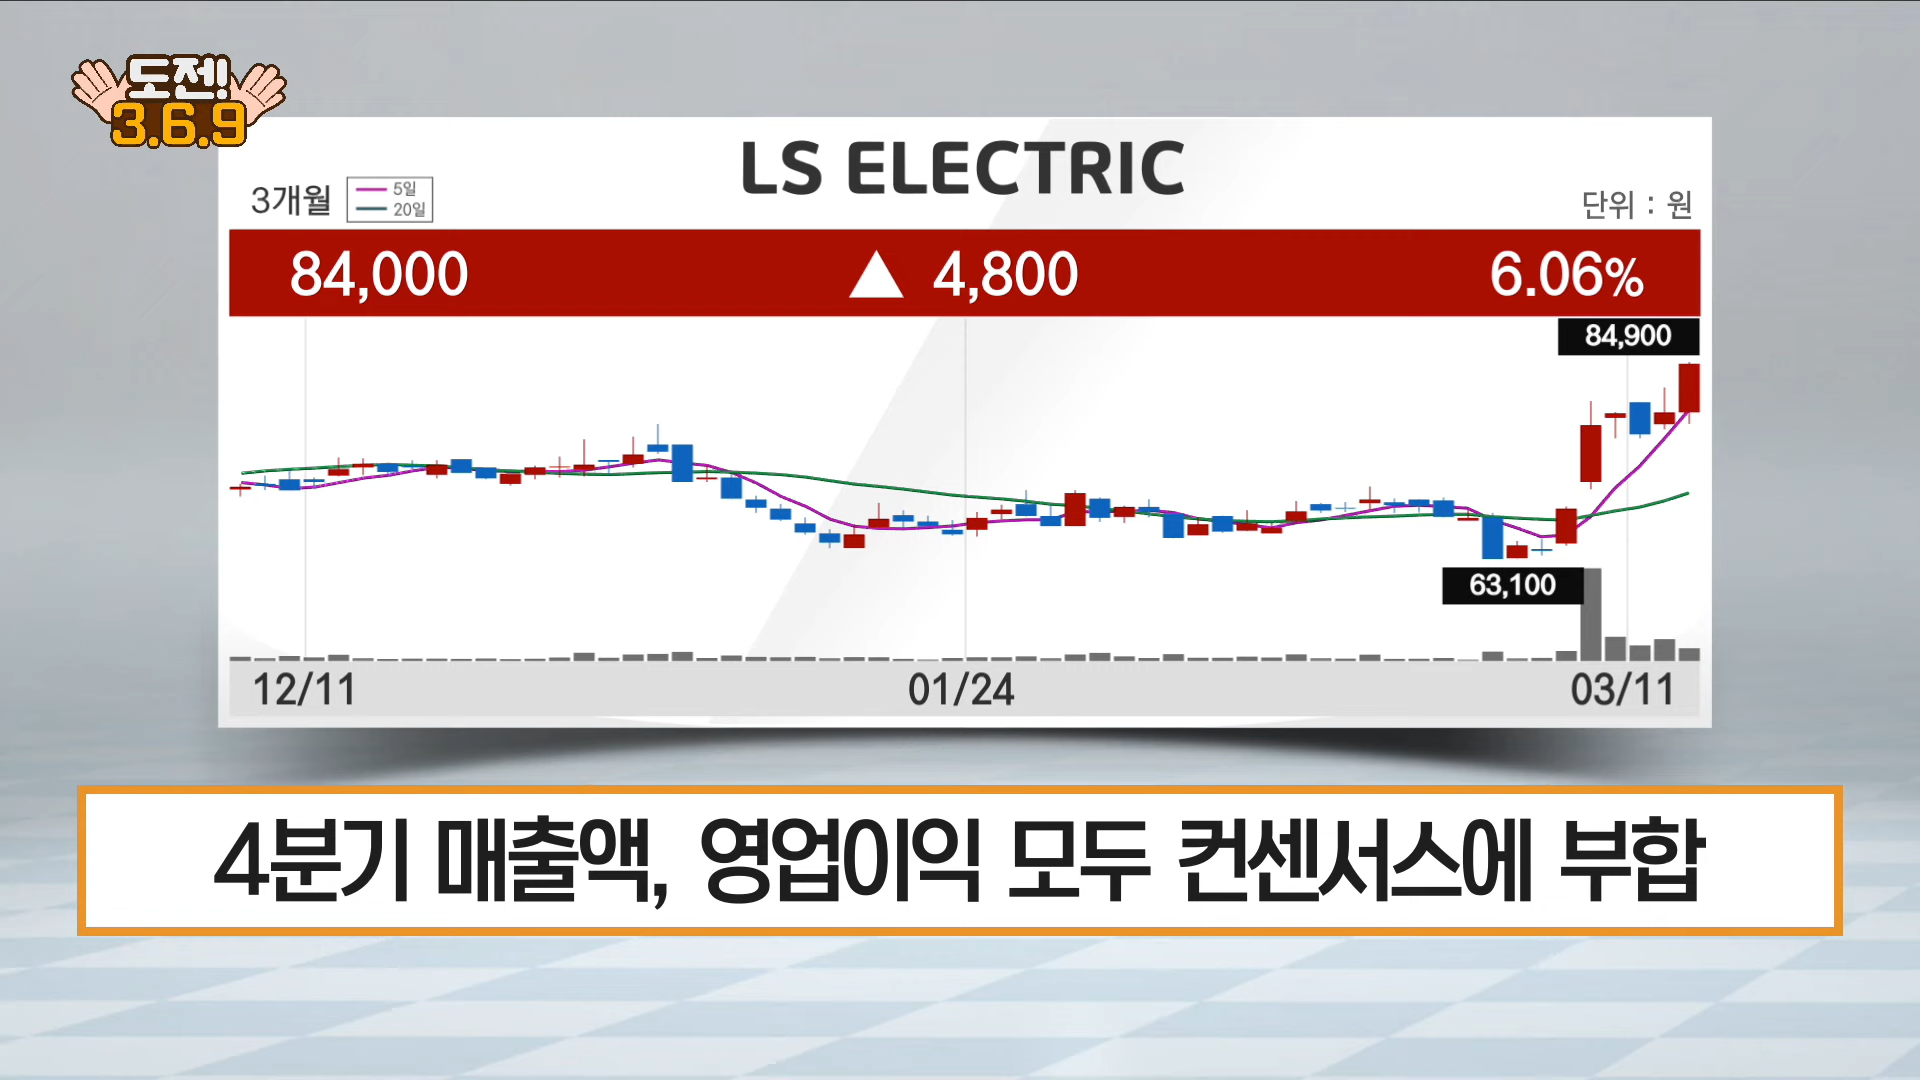 도젠!
3.6.9
LS ELECTRIC
3개월
5일
20일
단위 : 원
84,000 ▲ 4,800 6.06%
84,900
63,100
12/11 01/24 03/11
4분기 매출액, 영업이익 모두 컨센서스에 부합